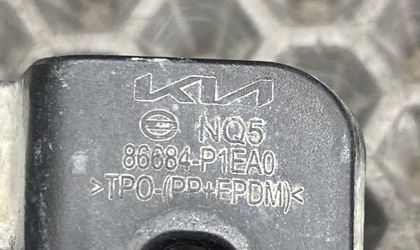 KIA
NQ5
86684-P1EA0
>TPO-(PP+EPDM)<